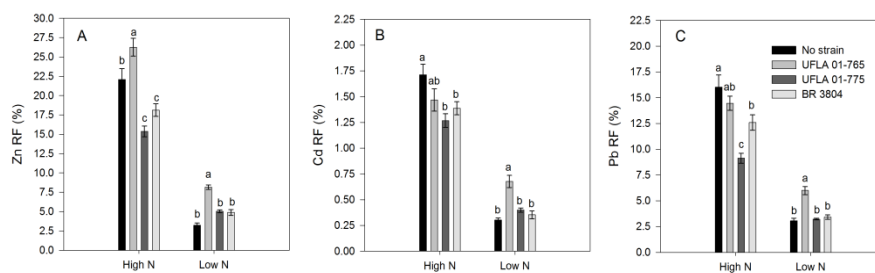 A
Zn RF (%)
30.0
27.5
25.0
22.5
20.0
17.5
15.0
12.5
10.0
7.5
5.0
2.5
0.0
b
a
c
c
b
a
b
b
High N
Low N
B
Cd RF (%)
2.25
2.00
1.75
1.50
1.25
1.00
0.75
0.50
0.25
0.00
a
ab
b
b
b
a
b
b
High N
Low N
C
Pb RF (%)
22.5
20.0
17.5
15.0
12.5
10.0
7.5
5.0
2.5
0.0
a
ab
c
b
b
a
b
b
High N
Low N
No strain
UFLA 01-765
UFLA 01-775
BR 3804